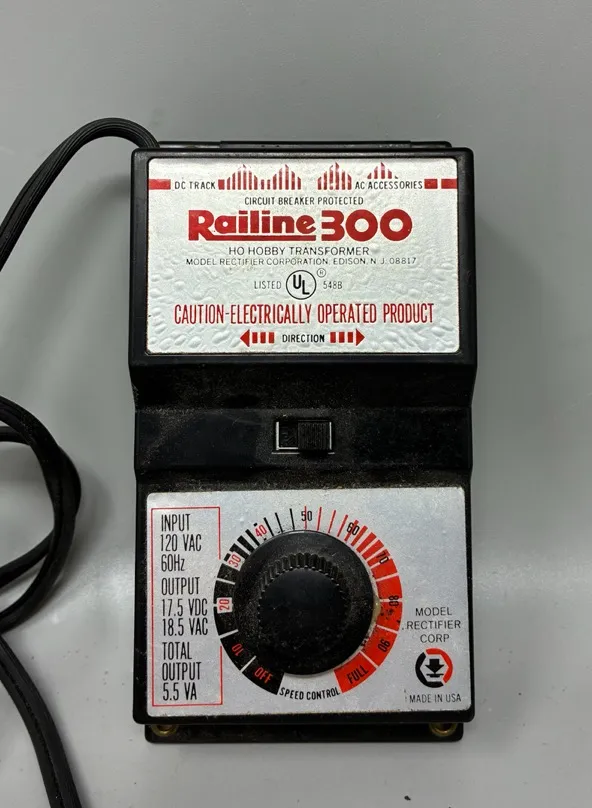 DC TRACK AC ACCESSORIES
CIRCUIT BREAKER PROTECTED
Railine 300
HO HOBBY TRANSFORMER
MODEL RECTIFIER CORPORATION, EDISON, N. J. 08817
LISTED UL ® 548B
CAUTION-ELECTRICALLY OPERATED PRODUCT
DIRECTION
INPUT
120 VAC
60Hz
OUTPUT
17.5 VDC
18.5 VAC
TOTAL
OUTPUT
5.5 VA
OFF
10
20
30
40
50
60
70
80
90
FULL
SPEED CONTROL
MODEL
RECTIFIER
CORP
MADE IN USA